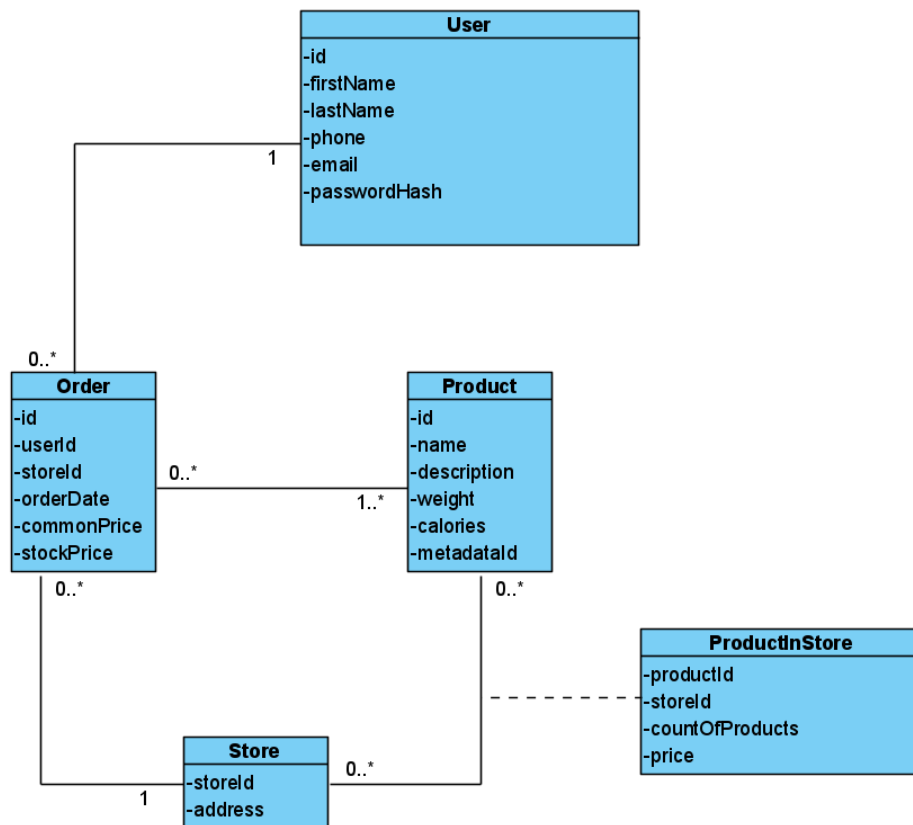 User
-id
-firstName
-lastName
-phone
-email
-passwordHash
1
0..*
Order
-id
-userId
-storeId
-orderDate
-commonPrice
-stockPrice
0..*
1..*
Product
-id
-name
-description
-weight
-calories
-metadataId
0..*
0..*
ProductInStore
-productId
-storeId
-countOfProducts
-price
Store
-storeId
-address
1
0..*